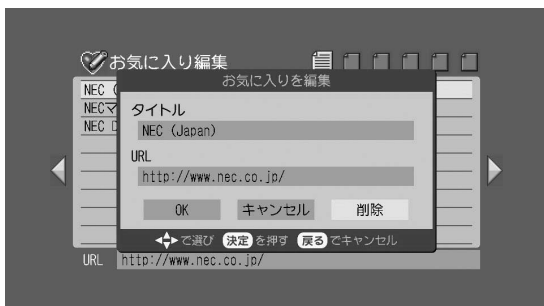 お気に入り編集
お気に入りを編集
NEC (
NECマ
NEC D
タイトル
NEC (Japan)
URL
http://www.nec.co.jp/
OK キャンセル 削除
で選び 決定 を押す 戻る でキャンセル
URL http://www.nec.co.jp/